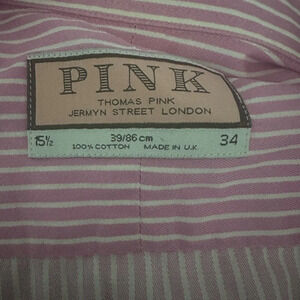 PINK
THOMAS PINK
JERMYN STREET LONDON
15½ 39/86 cm 34
100% COTTON MADE IN U.K.